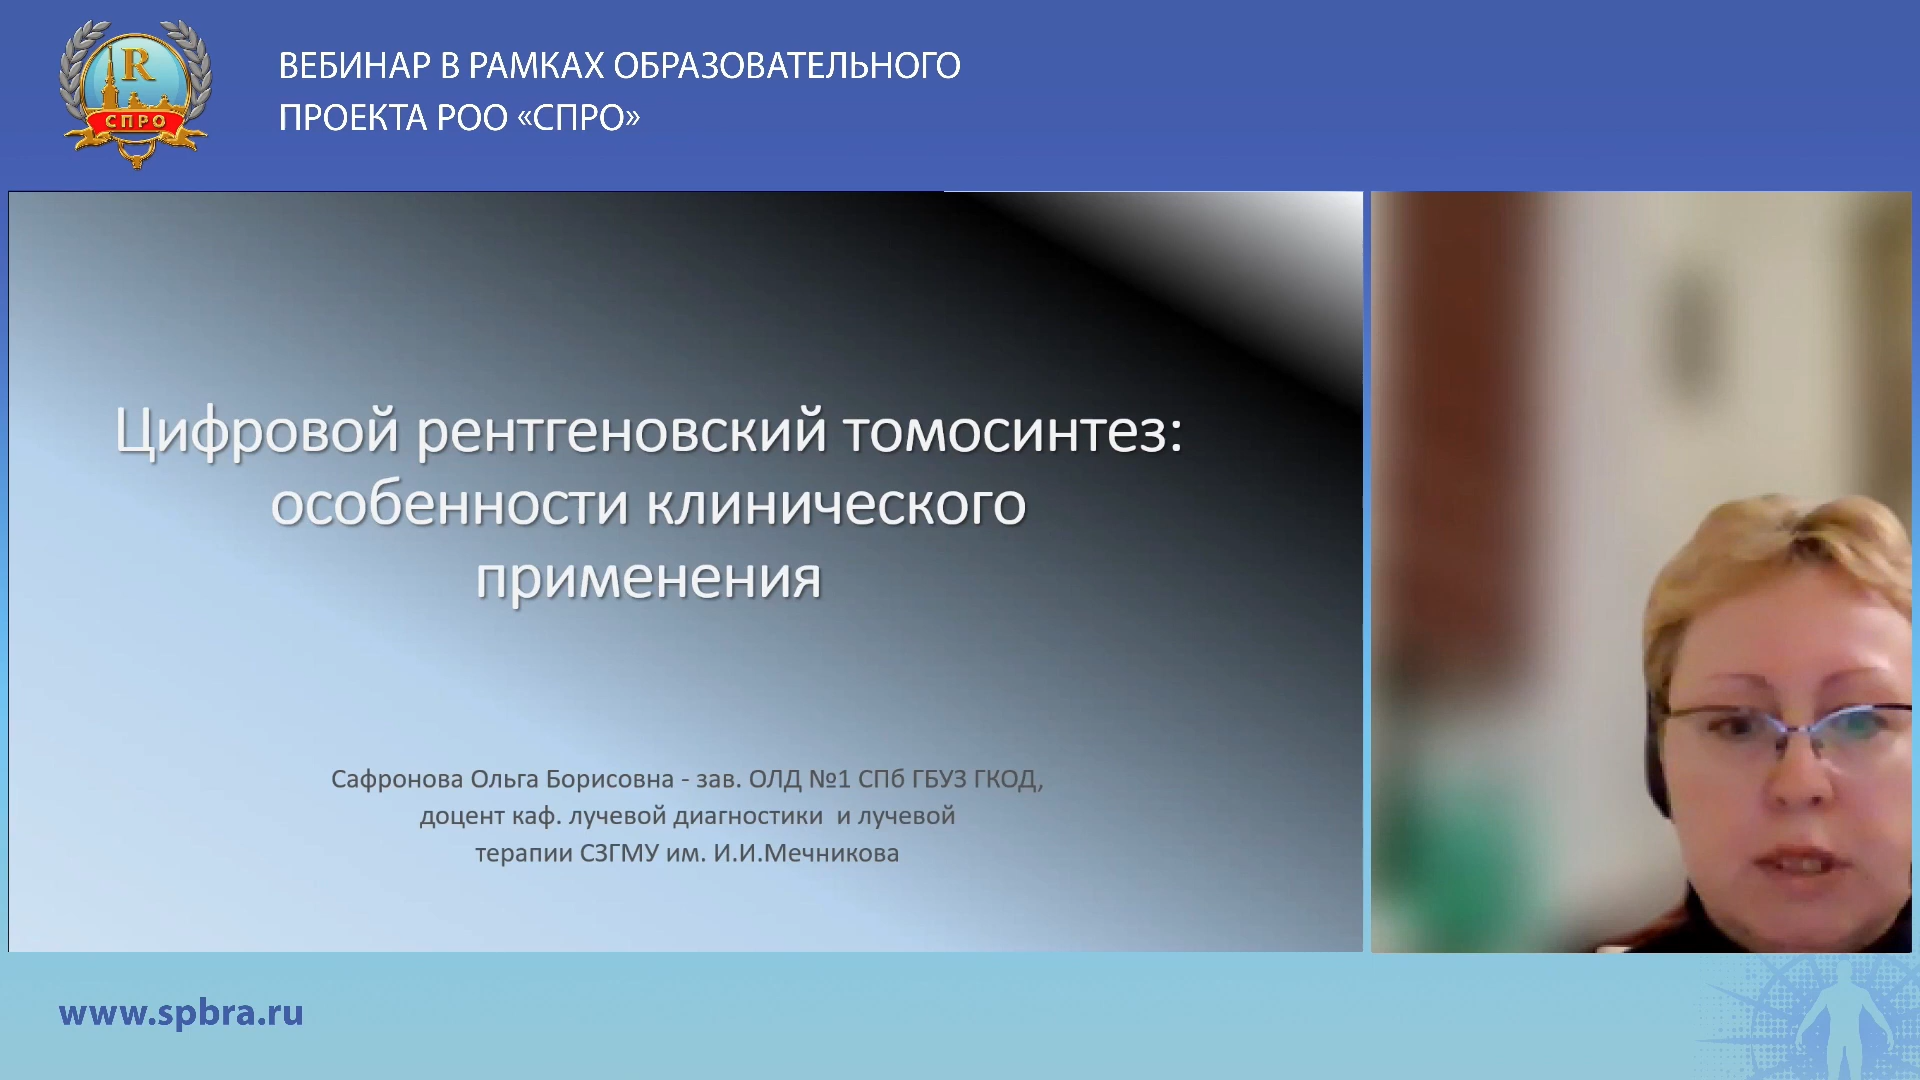 R
СПРО
ВЕБИНАР В РАМКАХ ОБРАЗОВАТЕЛЬНОГО
ПРОЕКТА РОО «СПРО»
Цифровой рентгеновский томосинтез:
особенности клинического
применения
Сафронова Ольга Борисовна - зав. ОЛД №1 СПб ГБУЗ ГКОД,
доцент каф. лучевой диагностики и лучевой
терапии СЗГМУ им. И.И.Мечникова
www.spbra.ru